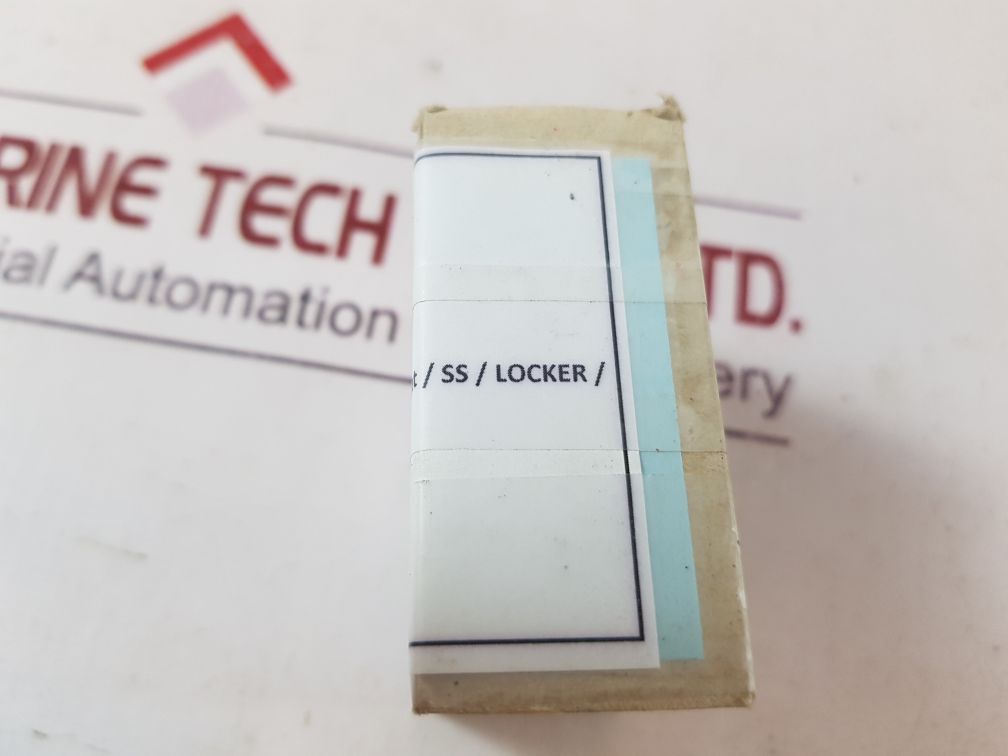 RINE TECH TD.
ial Automation ery
t / SS / LOCKER /